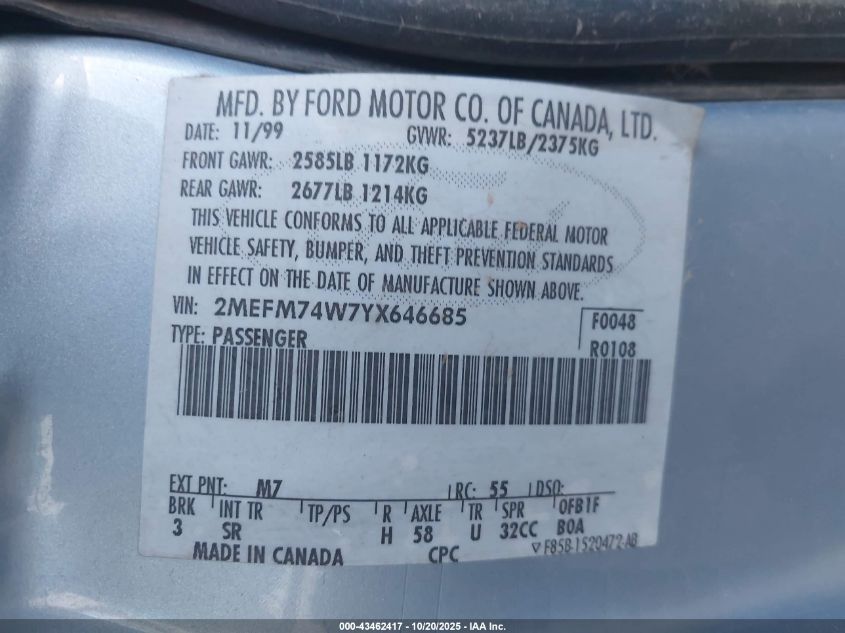 MFD. BY FORD MOTOR CO. OF CANADA, LTD.
DATE: 11/99 GVWR: 5237LB/2375KG
FRONT GAWR: 2585LB 1172KG
REAR GAWR: 2677LB 1214KG
THIS VEHICLE CONFORMS TO ALL APPLICABLE FEDERAL MOTOR
VEHICLE SAFETY, BUMPER, AND THEFT PREVENTION STANDARDS
IN EFFECT ON THE DATE OF MANUFACTURE SHOWN ABOVE.
VIN: 2MEFM74W7YX646685 F0048
TYPE: PASSENGER R0108
EXT PNT: M7 RC: 55 DSO:
BRK INT TR TP/PS R AXLE TR SPR OFB1F
3 SR H 58 U 32CC BOA
MADE IN CANADA CPC F85B-1520472-AB
000-43462417 - 10/20/2025 - IAA Inc.